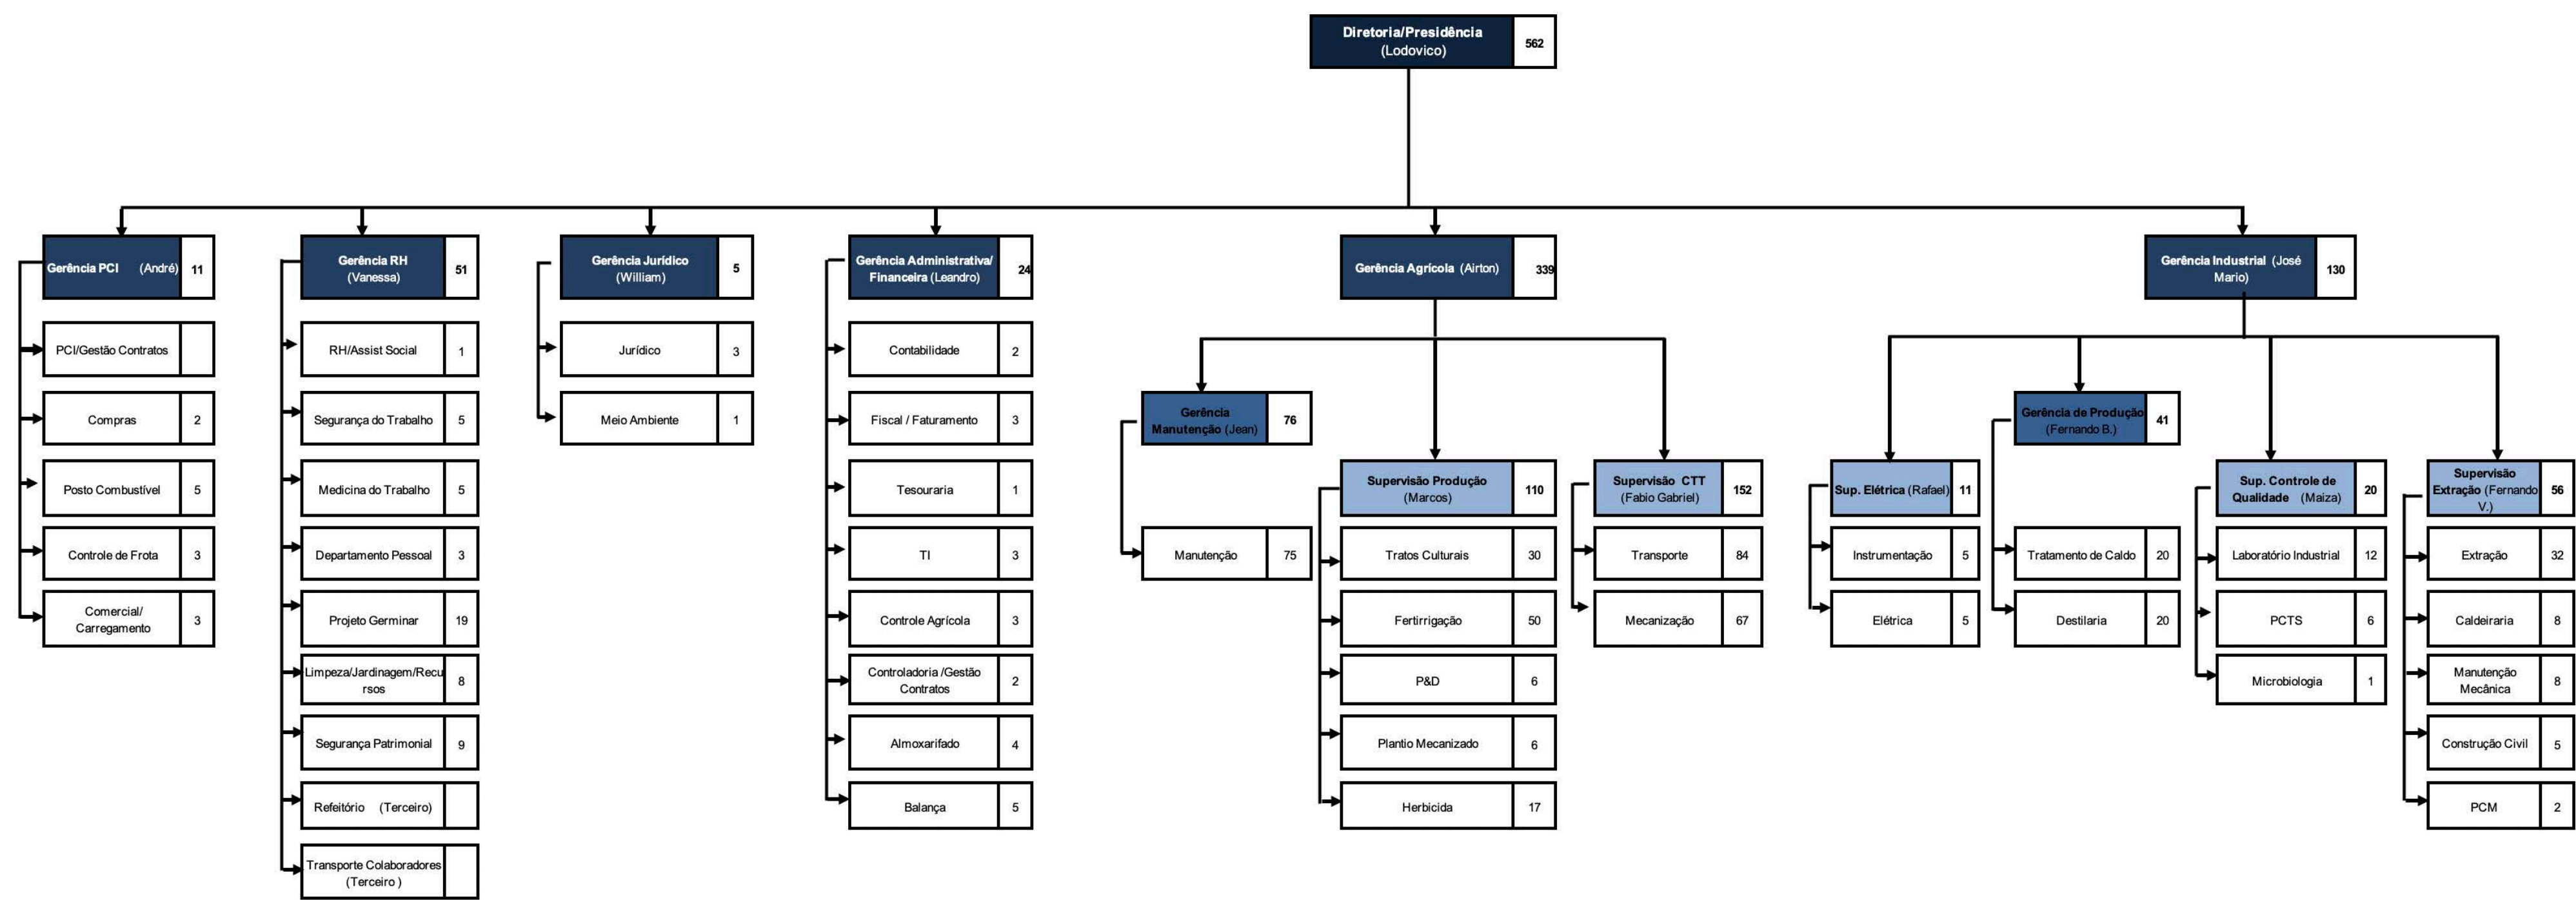 Diretoria/Presidência
(Lodovico)
562
Gerência PCI (André)
11
PCI/Gestão Contratos
Compras
2
Posto Combustível
5
Controle de Frota
3
Comercial/
Carregamento
3
Gerência RH
(Vanessa)
51
RH/Assist Social
1
Segurança do Trabalho
5
Medicina do Trabalho
5
Departamento Pessoal
3
Projeto Germinar
19
Limpeza/Jardinagem/Recu
rsos
8
Segurança Patrimonial
9
Refeitório (Terceiro)
Transporte Colaboradores
(Terceiro )
Gerência Jurídico
(William)
5
Jurídico
3
Meio Ambiente
1
Gerência Administrativa/
Financeira (Leandro)
24
Contabilidade
2
Fiscal / Faturamento
3
Tesouraria
1
TI
3
Controle Agrícola
3
Controladoria /Gestão
Contratos
2
Almoxarifado
4
Balança
5
Gerência Agrícola (Airton)
339
Gerência
Manutenção (Jean)
76
Manutenção
75
Supervisão Produção
(Marcos)
110
Tratos Culturais
30
Fertirrigação
50
P&D
6
Plantio Mecanizado
6
Herbicida
17
Supervisão CTT
(Fabio Gabriel)
152
Transporte
84
Mecanização
67
Gerência Industrial (José
Mario)
130
Sup. Elétrica (Rafael)
11
Instrumentação
5
Elétrica
5
Gerência de Produção
(Fernando B.)
41
Tratamento de Caldo
20
Destilaria
20
Sup. Controle de
Qualidade (Maiza)
20
Laboratório Industrial
12
PCTS
6
Microbiologia
1
Supervisão
Extração (Fernando
V.)
56
Extração
32
Caldeiraria
8
Manutenção
Mecânica
8
Construção Civil
5
PCM
2